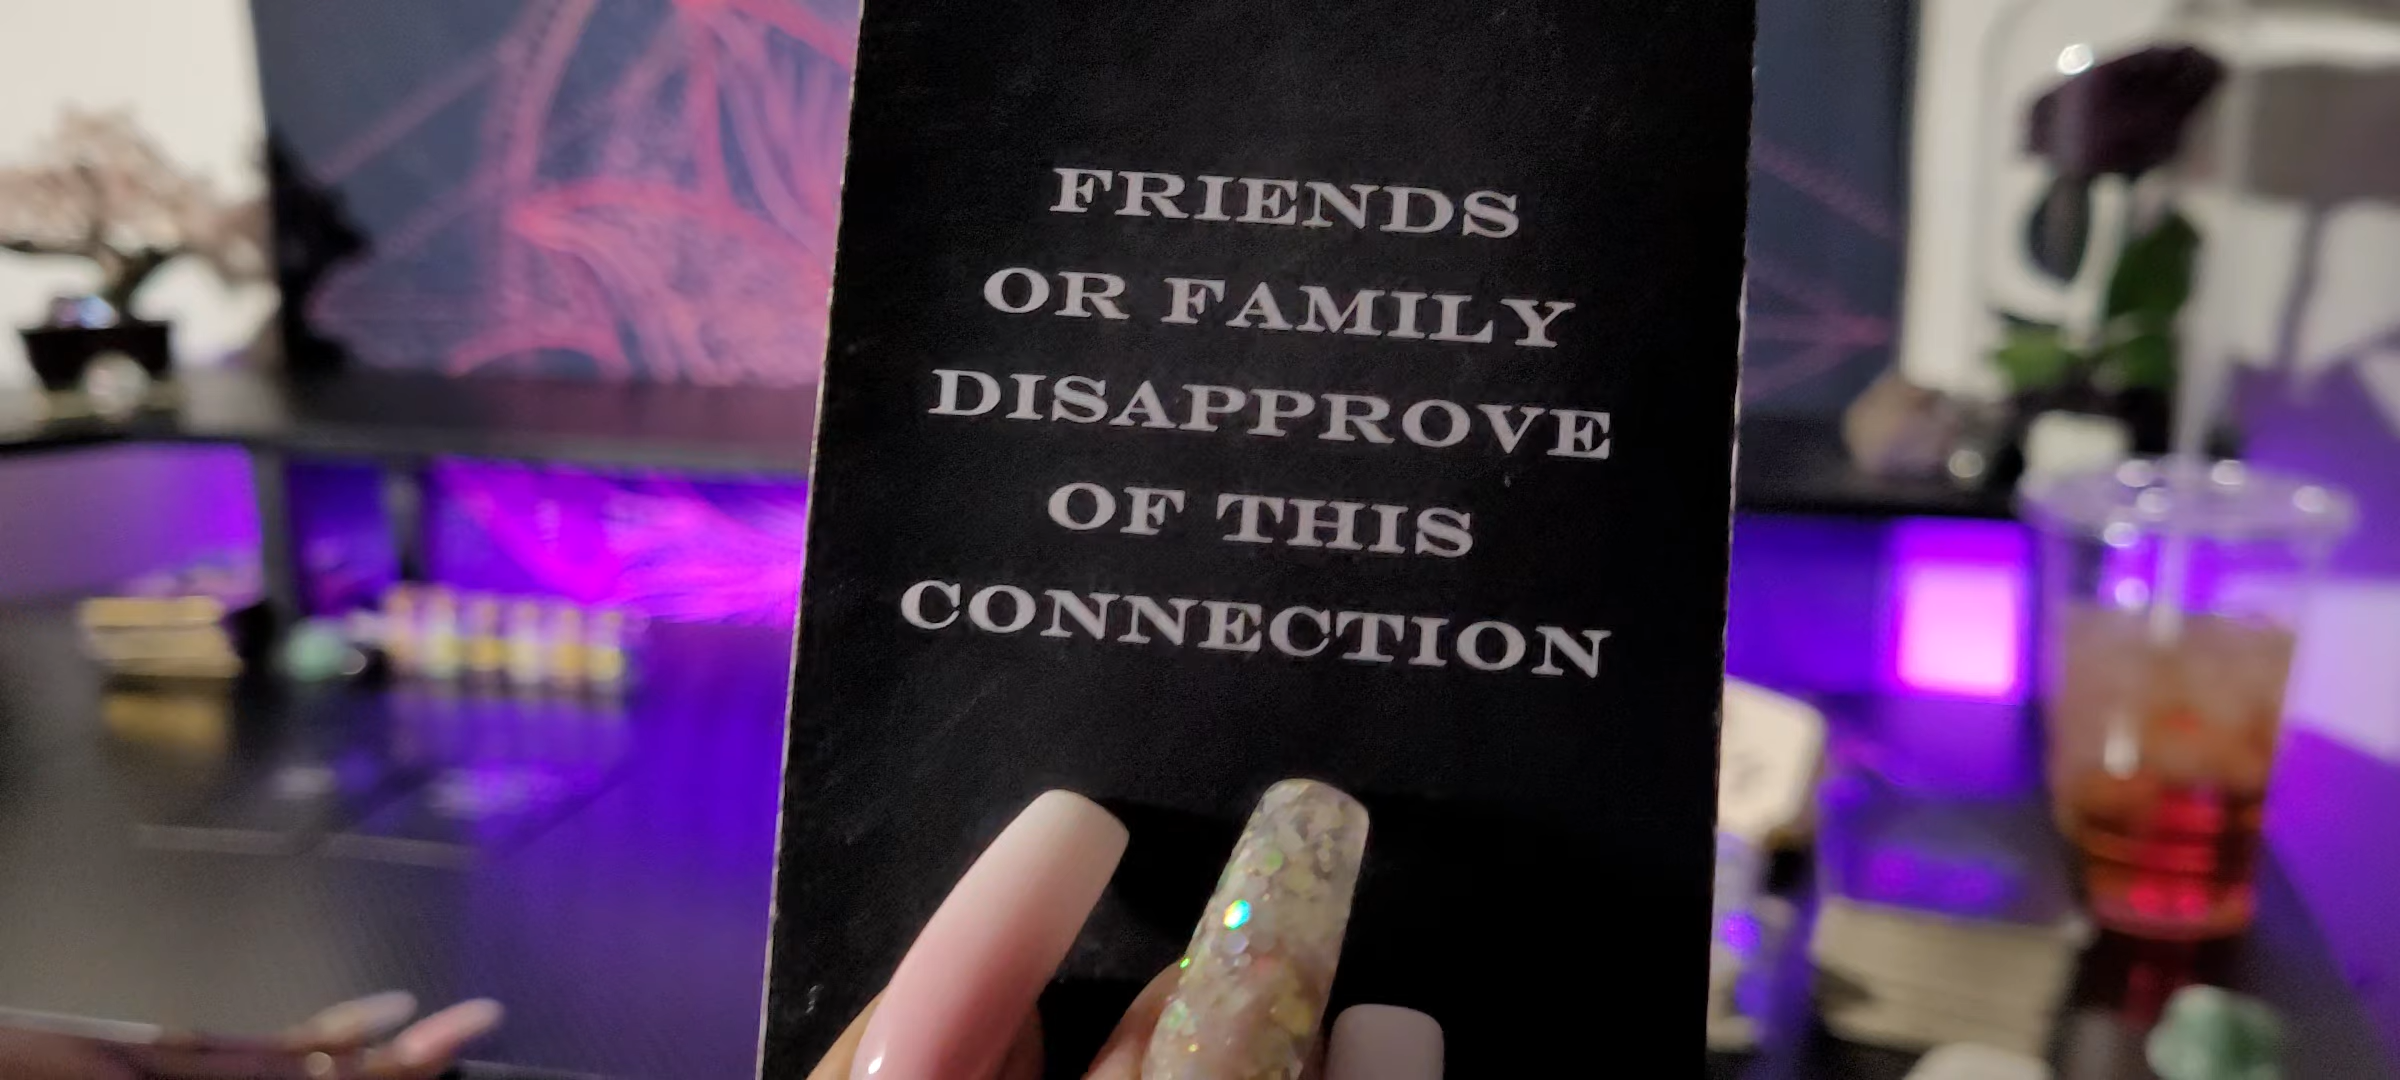 FRIENDS
OR FAMILY
DISAPPROVE
OF THIS
CONNECTION